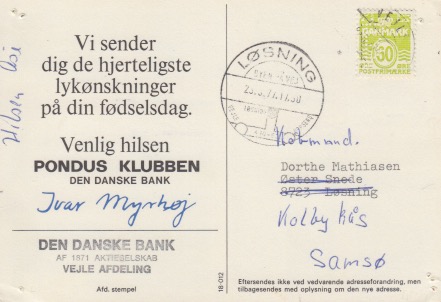 Vi sender
dig de hjerteligste
lykønskninger
på din fødselsdag.
Venlig hilsen
PONDUS KLUBBEN
DEN DANSKE BANK
Ivar Myrhøj
DEN DANSKE BANK
AF 1871 AKTIESELSKAB
VEJLE AFDELING
Afd. stempel
18-012
LØSNING
DANMARK
30
ØRE
POSTFRIMÆRKE
Købmand.
Dorthe Mathiasen
Øster Snede
8723 Løsning
Kolby Kås
Samsø
Eftersendes ikke ved vedvarende adresseforandring, men
tilbagesendes med oplysning om den nye adresse.